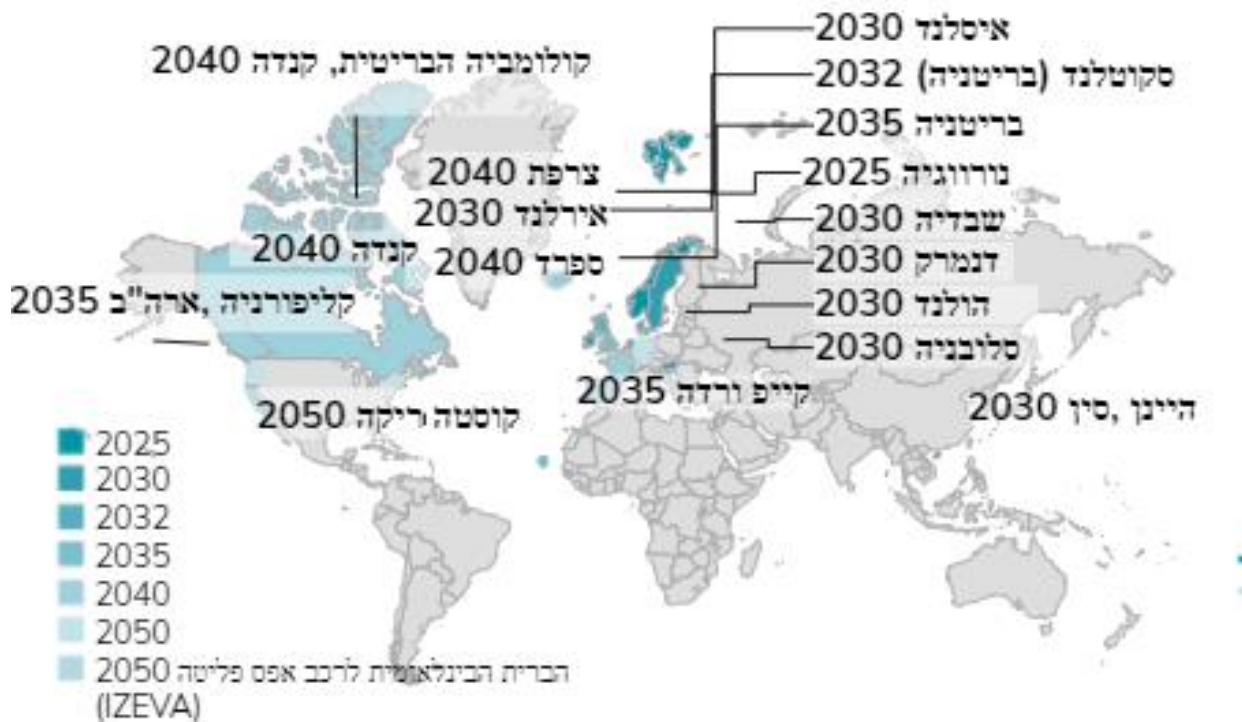 איסלנד 2030
קולומביה הבריטית, קנדה 2040
סקוטלנד (בריטניה) 2032
בריטניה 2035
צרפת 2040
נורווגיה 2025
אירלנד 2030
שבדיה 2030
קנדה 2040
ספרד 2040
דנמרק 2030
קליפורניה, ארה"ב 2035
הולנד 2030
סלובניה 2030
קייפ ורדה 2035
היינן, סין 2030
קוסטה ריקה 2050
2025
2030
2032
2035
2040
2050
2050 הברית הבינלאומית לרכב אפס פליטה
(IZEVA)